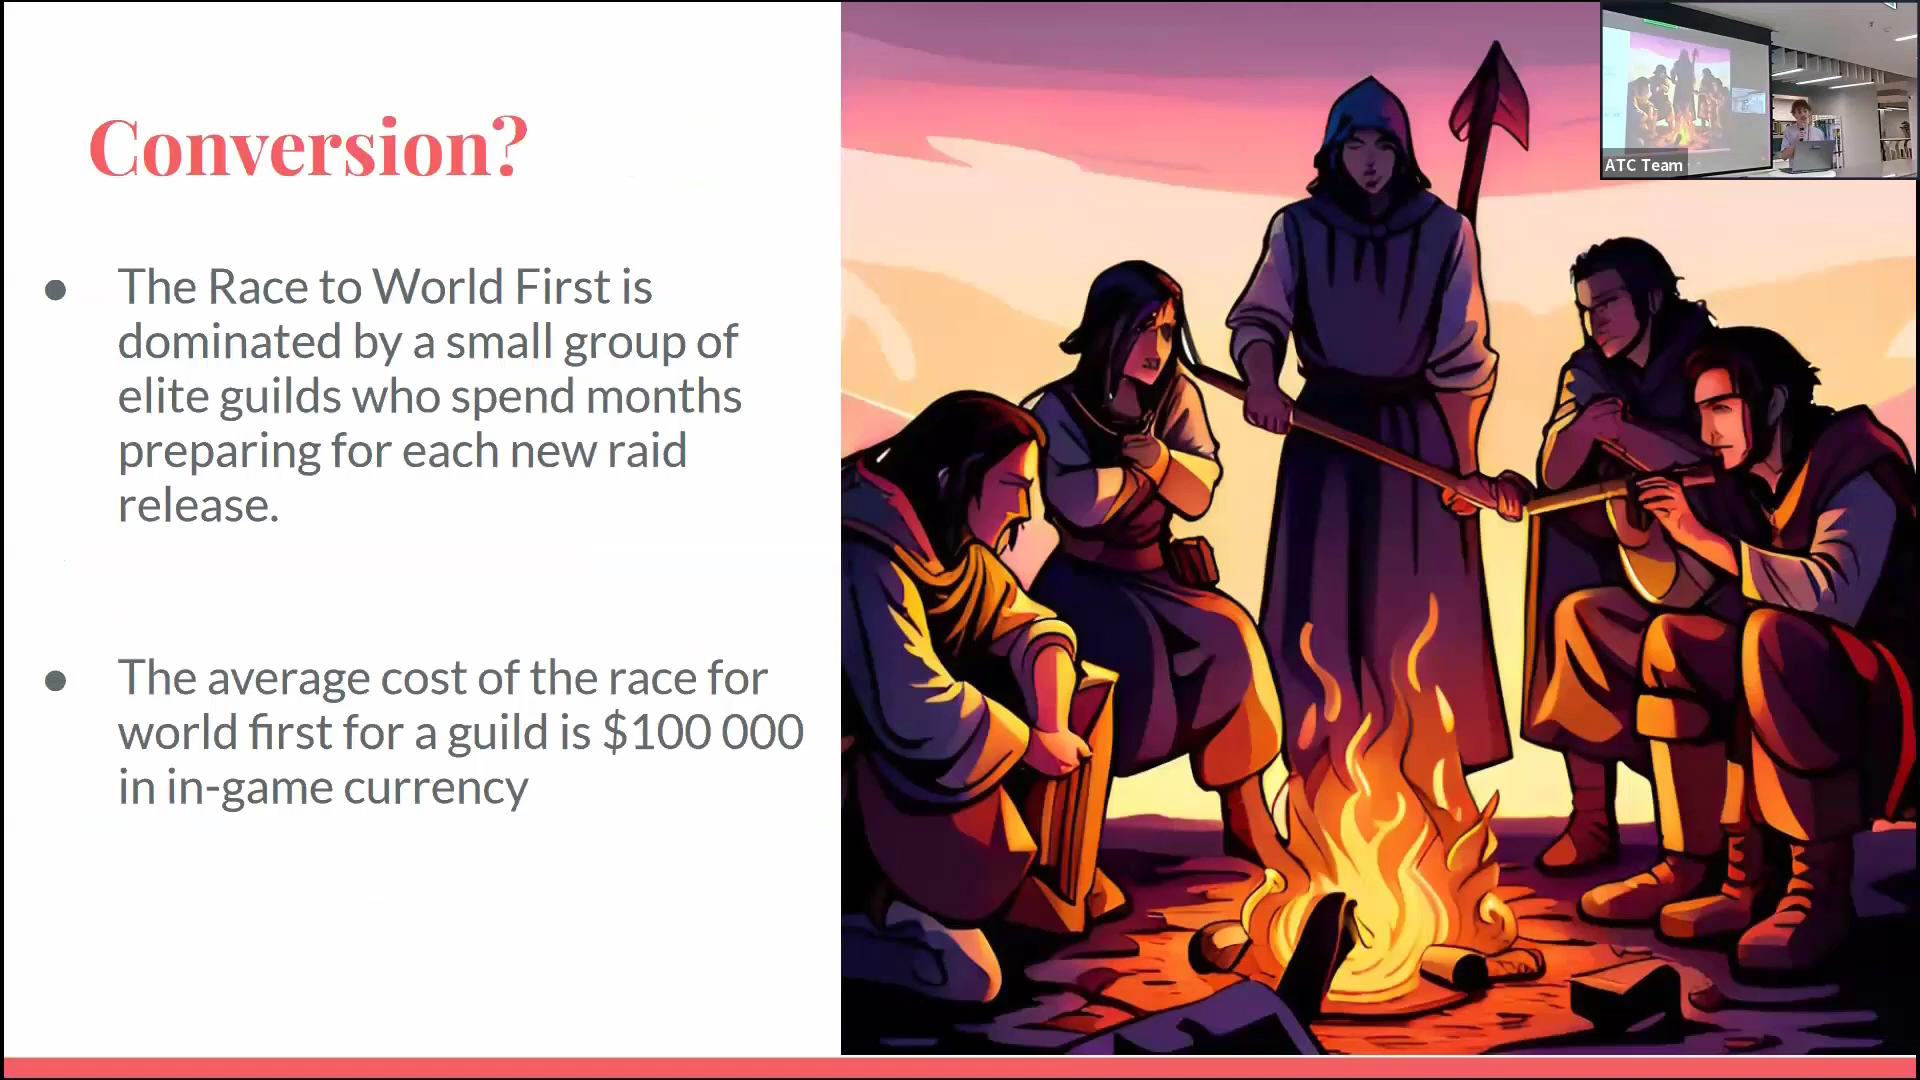 Conversion?
● The Race to World First is
dominated by a small group of
elite guilds who spend months
preparing for each new raid
release.
● The average cost of the race for
world first for a guild is $100 000
in in-game currency
ATC Team